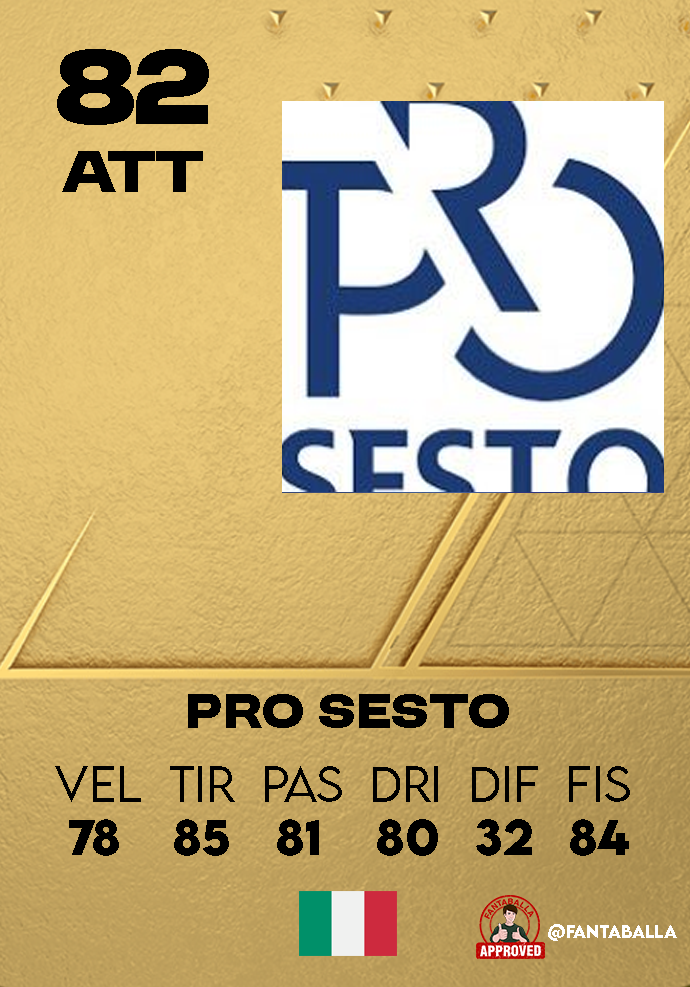 82
ATT
PRO
SESTO
PRO SESTO
VEL TIR PAS DRI DIF FIS
78 85 81 80 32 84
FANTABALLA
APPROVED
@FANTABALLA